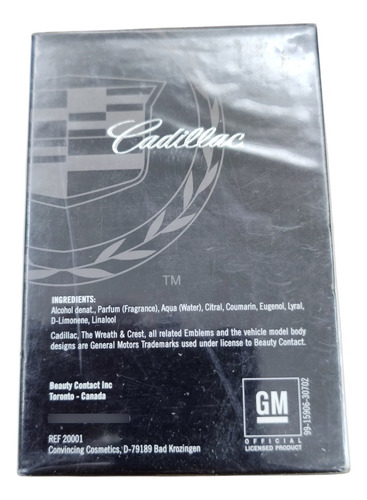 Cadillac
TM
INGREDIENTS:
Alcohol denat., Parfum (Fragrance), Aqua (Water), Citral, Coumarin, Eugenol, Lyral,
D-Limonene, Linalool
Cadillac, The Wreath & Crest, all related Emblems and the vehicle model body
designs are General Motors Trademarks used under license to Beauty Contact.
Beauty Contact Inc
Toronto - Canada
REF 20001
Convincing Cosmetics, D-79189 Bad Krozingen
GM
OFFICIAL
LICENSED PRODUCT
99-15906-30702